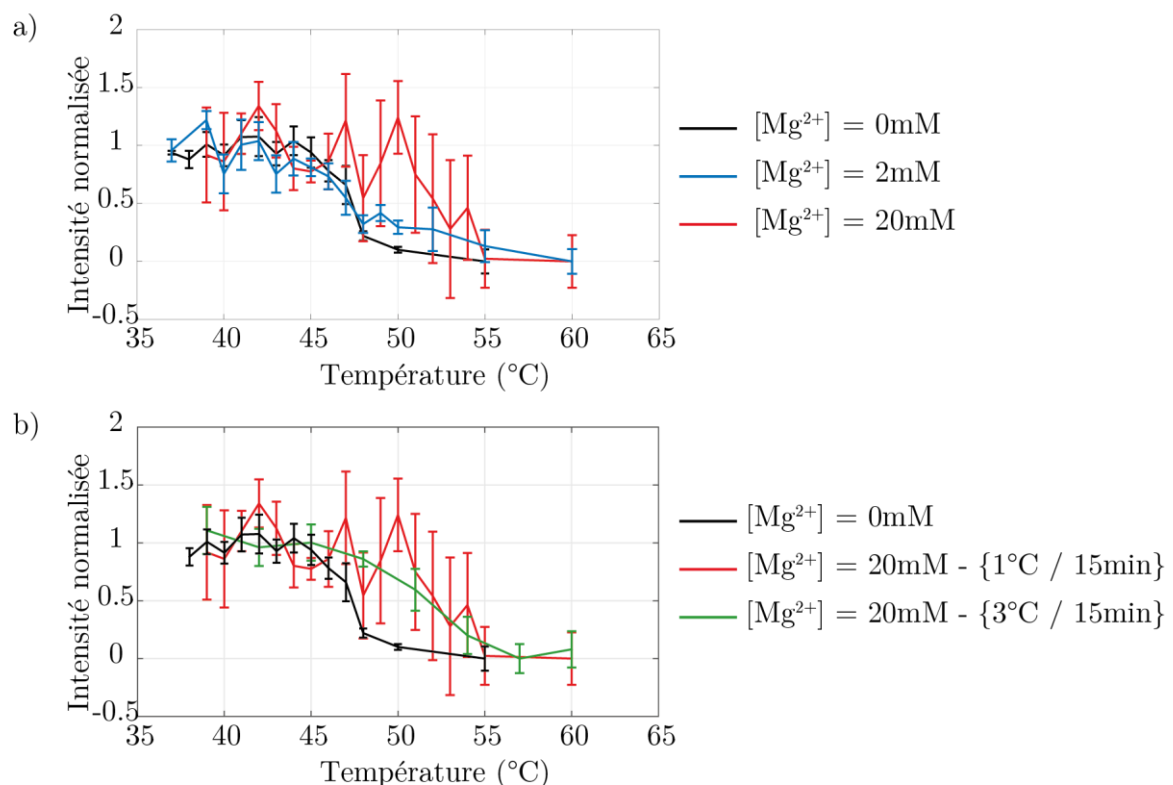 a)
2
1.5
1
0.5
0
-0.5
Intensité normalisée
35 40 45 50 55 60 65
Température (°C)
[Mg²⁺] = 0mM
[Mg²⁺] = 2mM
[Mg²⁺] = 20mM
b)
2
1.5
1
0.5
0
-0.5
Intensité normalisée
35 40 45 50 55 60 65
Température (°C)
[Mg²⁺] = 0mM
[Mg²⁺] = 20mM - {1°C / 15min}
[Mg²⁺] = 20mM - {3°C / 15min}